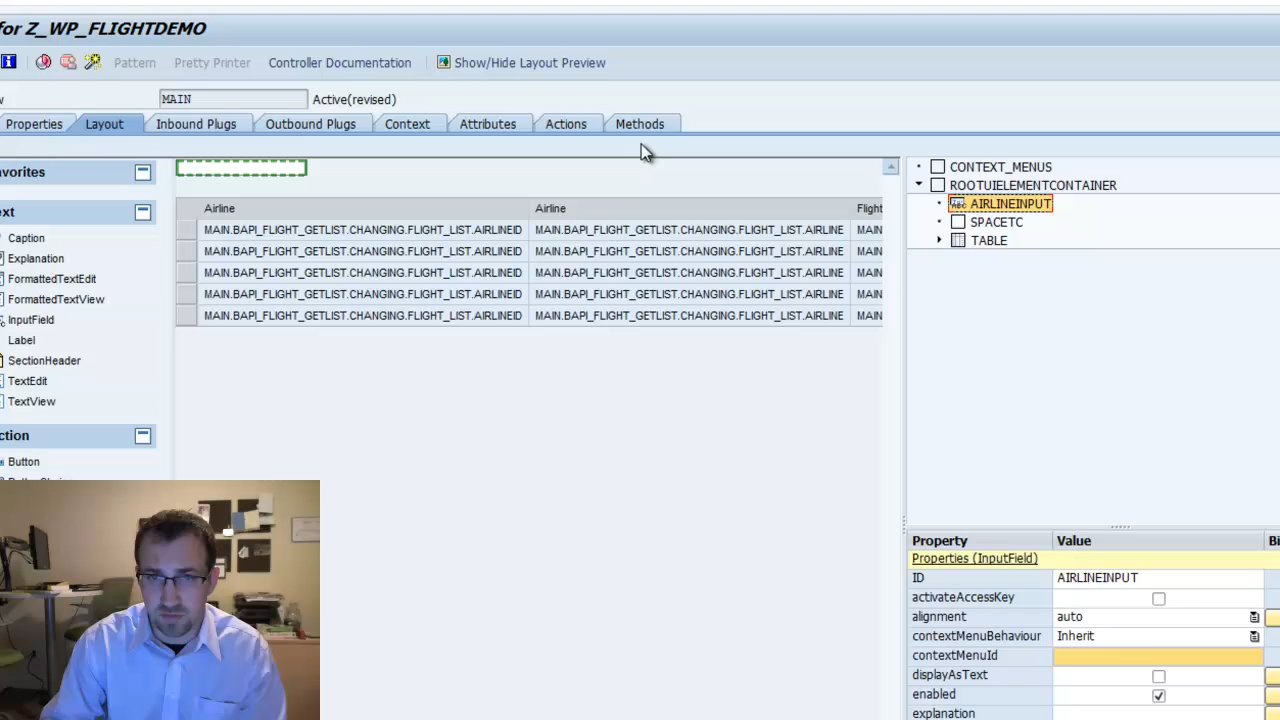 for Z_WP_FLIGHTDEMO
Pattern Pretty Printer Controller Documentation Show/Hide Layout Preview
MAIN Active(revised)
Properties Layout Inbound Plugs Outbound Plugs Context Attributes Actions Methods
avorites
ext
Caption
Explanation
FormattedTextEdit
FormattedTextView
InputField
Label
SectionHeader
TextEdit
TextView
ction
Button
Airline Airline Flight
MAIN.BAPI_FLIGHT_GETLIST.CHANGING.FLIGHT_LIST.AIRLINEID MAIN.BAPI_FLIGHT_GETLIST.CHANGING.FLIGHT_LIST.AIRLINE MAIN
MAIN.BAPI_FLIGHT_GETLIST.CHANGING.FLIGHT_LIST.AIRLINEID MAIN.BAPI_FLIGHT_GETLIST.CHANGING.FLIGHT_LIST.AIRLINE MAIN
MAIN.BAPI_FLIGHT_GETLIST.CHANGING.FLIGHT_LIST.AIRLINEID MAIN.BAPI_FLIGHT_GETLIST.CHANGING.FLIGHT_LIST.AIRLINE MAIN
MAIN.BAPI_FLIGHT_GETLIST.CHANGING.FLIGHT_LIST.AIRLINEID MAIN.BAPI_FLIGHT_GETLIST.CHANGING.FLIGHT_LIST.AIRLINE MAIN
MAIN.BAPI_FLIGHT_GETLIST.CHANGING.FLIGHT_LIST.AIRLINEID MAIN.BAPI_FLIGHT_GETLIST.CHANGING.FLIGHT_LIST.AIRLINE MAIN
CONTEXT_MENUS
ROOTUIELEMENTCONTAINER
AIRLINEINPUT
SPACETC
TABLE
Property Value Bi
Properties (InputField)
ID AIRLINEINPUT
activateAccessKey
alignment auto
contextMenuBehaviour Inherit
contextMenuId
displayAsText
enabled
explanation